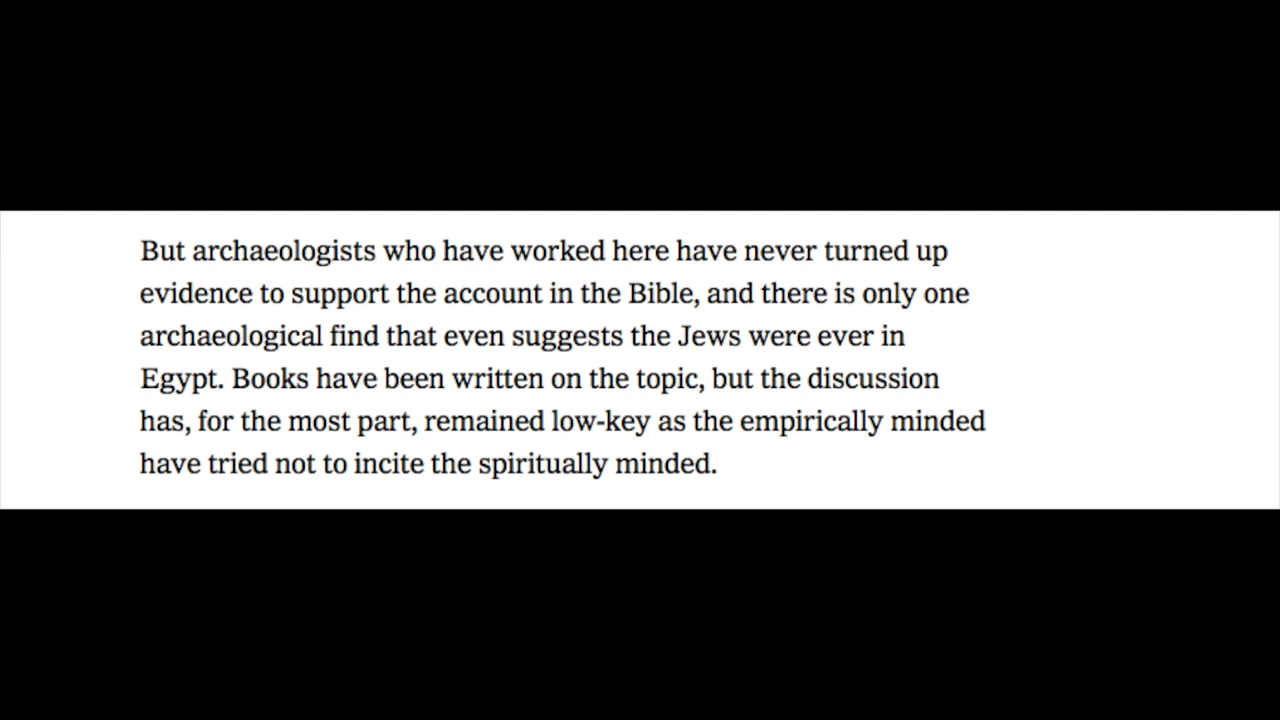 But archaeologists who have worked here have never turned up
evidence to support the account in the Bible, and there is only one
archaeological find that even suggests the Jews were ever in
Egypt. Books have been written on the topic, but the discussion
has, for the most part, remained low-key as the empirically minded
have tried not to incite the spiritually minded.